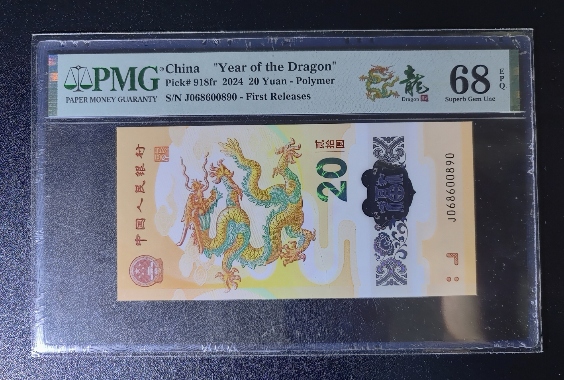 PMG
PAPER MONEY GUARANTY
China "Year of the Dragon"
Pick# 918fr 2024 20 Yuan - Polymer
S/N J068600890 - First Releases
龍
Dragon
68
EPQ
Superb Gem Unc
中国人民银行
贰拾圆
20
J068600890